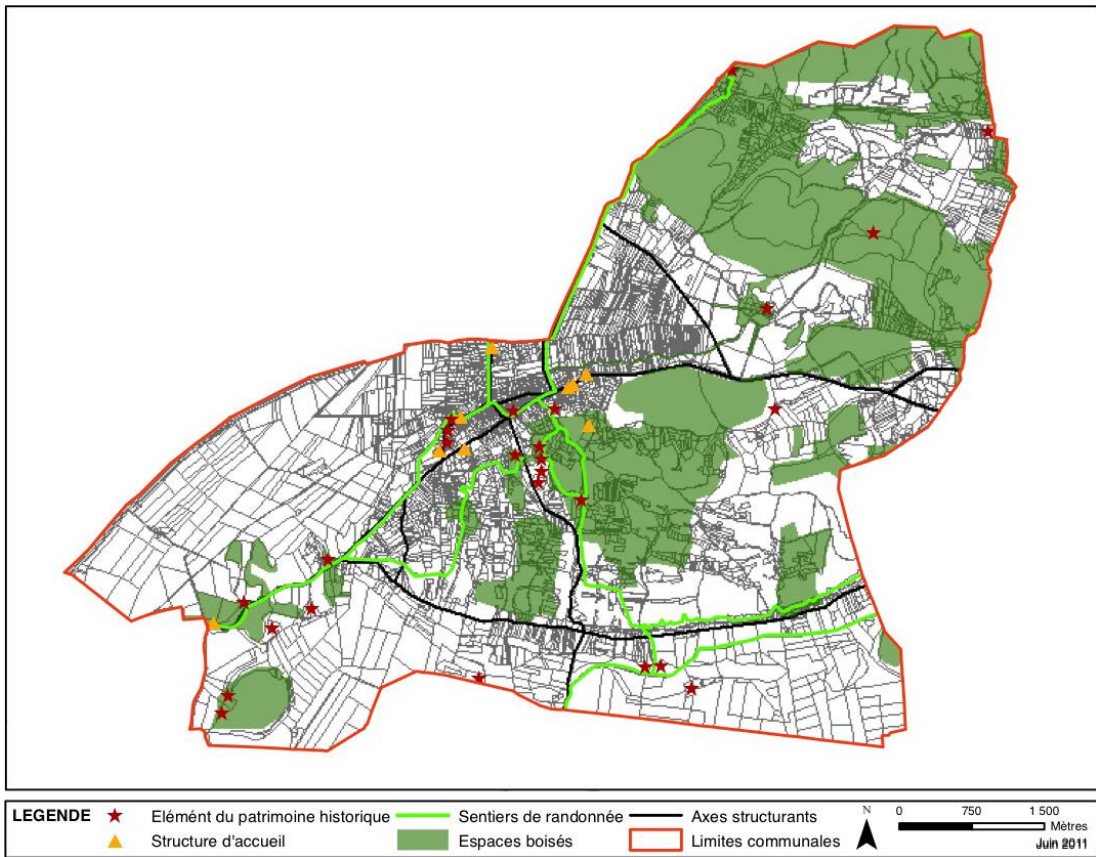 LEGENDE
Elément du patrimoine historique
Sentiers de randonnée
Axes structurants
N
0 750 1 500
Structure d'accueil
Espaces boisés
Limites communales
Mètres
Juin 2011